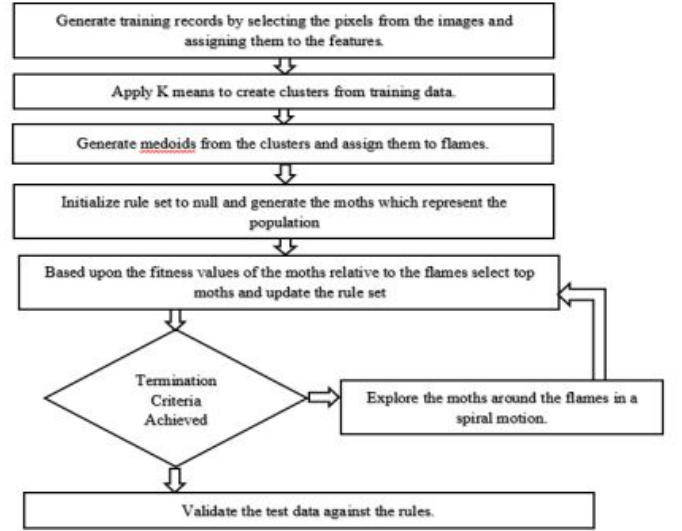 Generate training records by selecting the pixels from the images and
assigning them to the features.
Apply K means to create clusters from training data.
Generate medoids from the clusters and assign them to flames.
Initialize rule set to null and generate the moths which represent the
population
Based upon the fitness values of the moths relative to the flames select top
moths and update the rule set
Termination
Criteria
Achieved
Explore the moths around the flames in a
spiral motion.
Validate the test data against the rules.